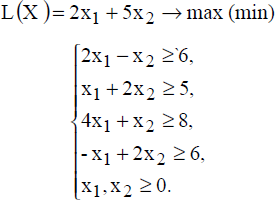 L(X)= 2x₁ + 5x₂ → max (min)
2x₁ − x₂ ≥ 6,
x₁ + 2x₂ ≥ 5,
4x₁ + x₂ ≥ 8,
- x₁ + 2x₂ ≥ 6,
x₁, x₂ ≥ 0.